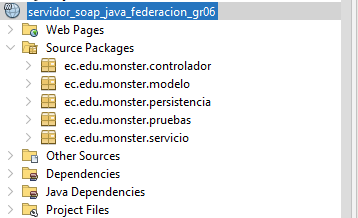 servidor_soap_java_federacion_gr06
Web Pages
Source Packages
ec.edu.monster.controlador
ec.edu.monster.modelo
ec.edu.monster.persistencia
ec.edu.monster.pruebas
ec.edu.monster.servicio
Other Sources
Dependencies
Java Dependencies
Project Files